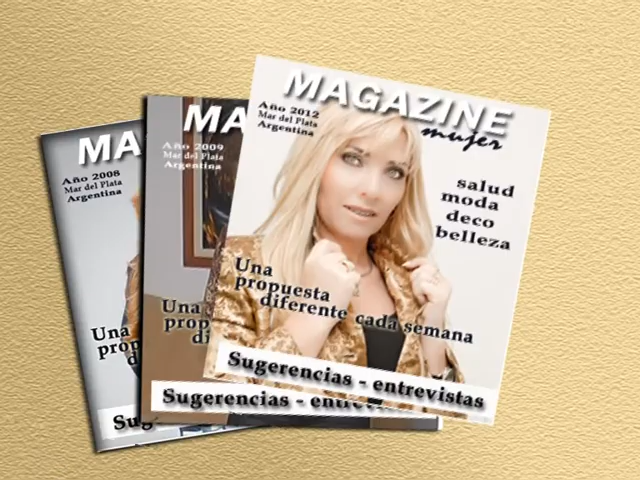 MA
Año 2008
Mar del Plata
Argentina
Una
prop
d
Sug
MA
Año 2009
Mar del Plata
Argentina
Una
prop
di
Sugerencias - entrevis
MAGAZINE
mujer
Año 2012
Mar del Plata
Argentina
salud
moda
deco
belleza
Una
propuesta
diferente cada semana
Sugerencias - entrevistas